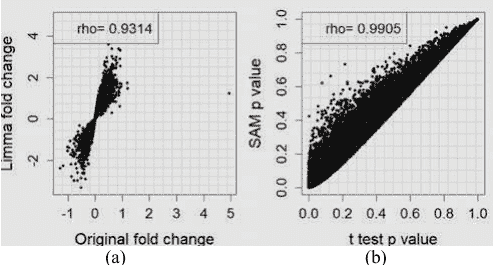 rho= 0.9314
Limma fold change
4
2
0
-2
-1
0
1
2
3
4
5
Original fold change
(a)
rho= 0.9905
SAM p value
1.0
0.8
0.6
0.4
0.2
0.0
0.0
0.2
0.4
0.6
0.8
1.0
t test p value
(b)